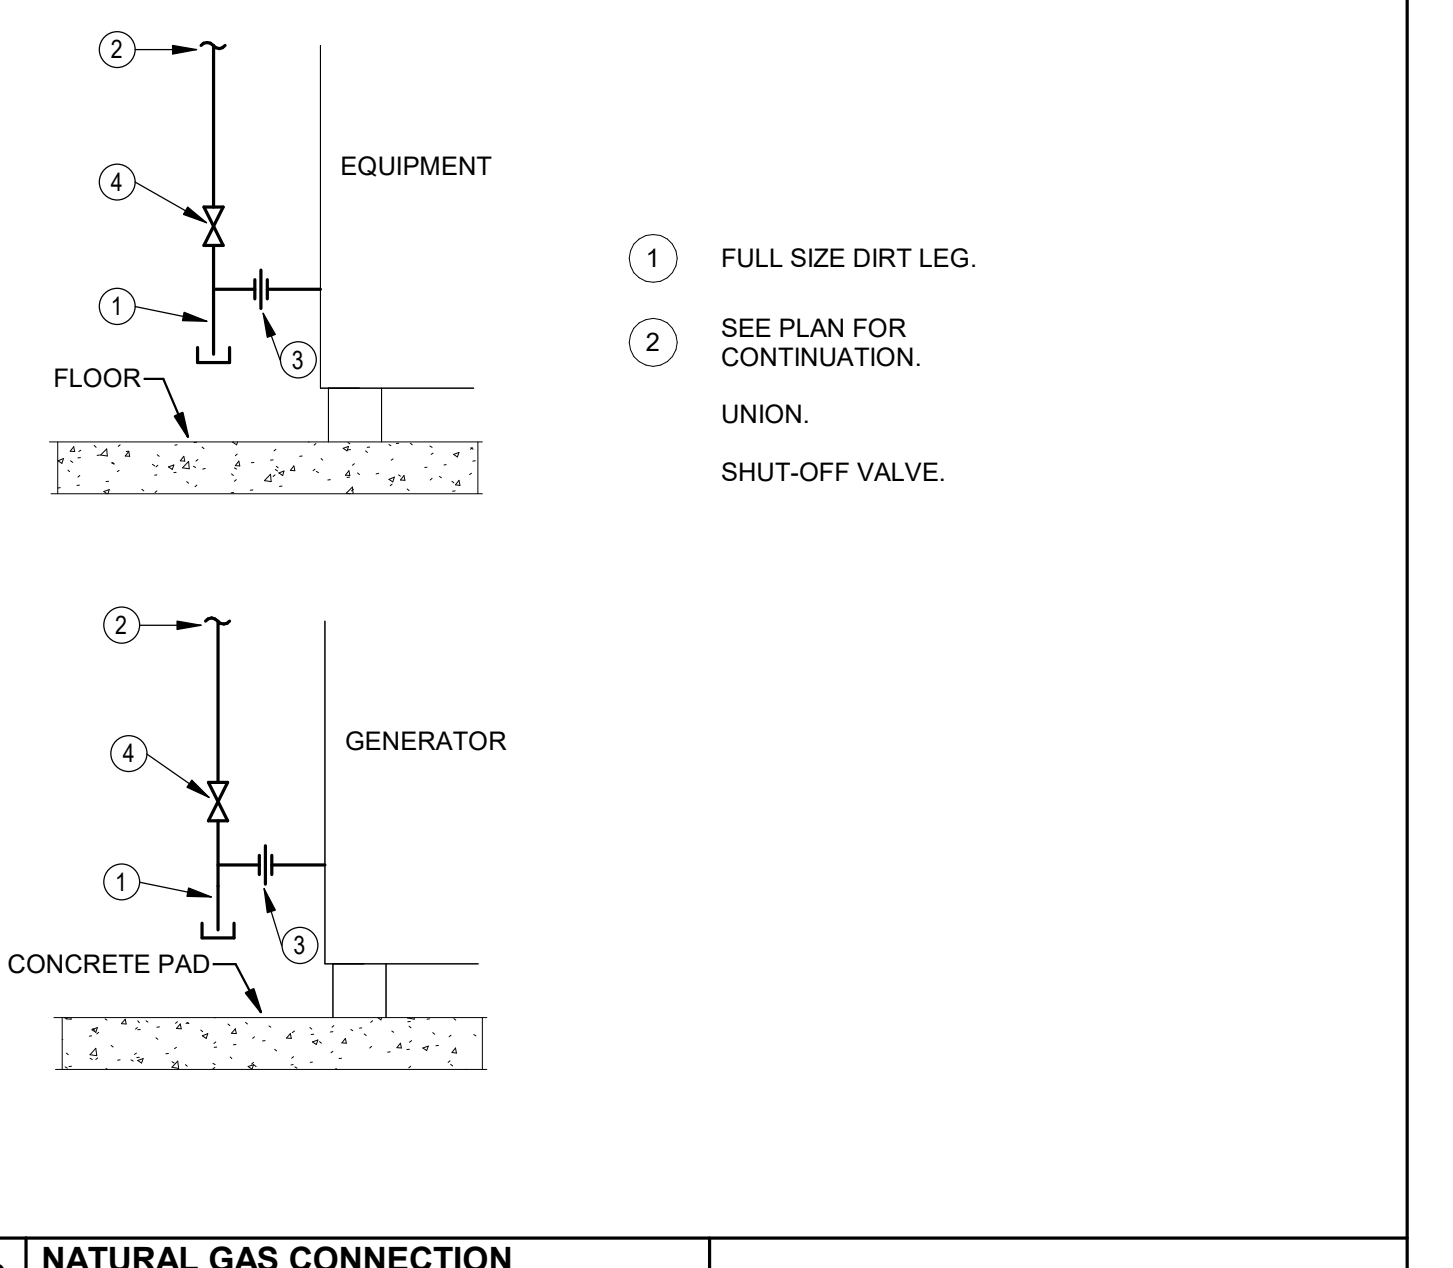 2
4
EQUIPMENT
1
3
FLOOR
1 FULL SIZE DIRT LEG.
2 SEE PLAN FOR
CONTINUATION.
UNION.
SHUT-OFF VALVE.
2
4
GENERATOR
1
3
CONCRETE PAD
NATURAL GAS CONNECTION